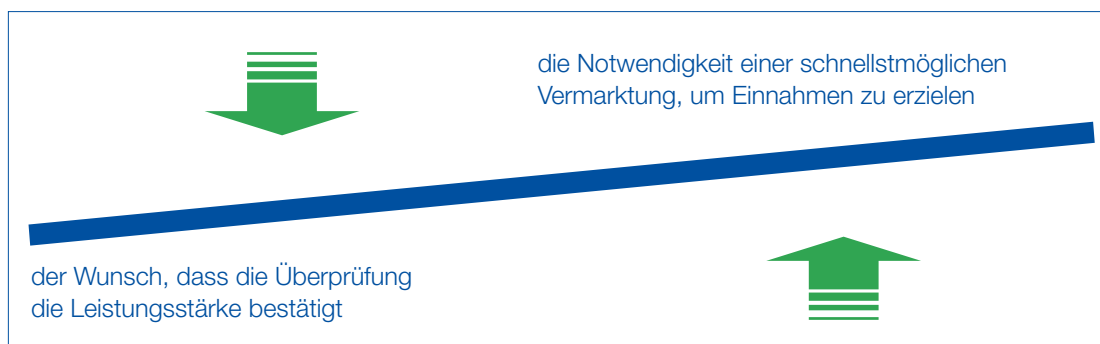 die Notwendigkeit einer schnellstmöglichen
Vermarktung, um Einnahmen zu erzielen
der Wunsch, dass die Überprüfung
die Leistungsstärke bestätigt